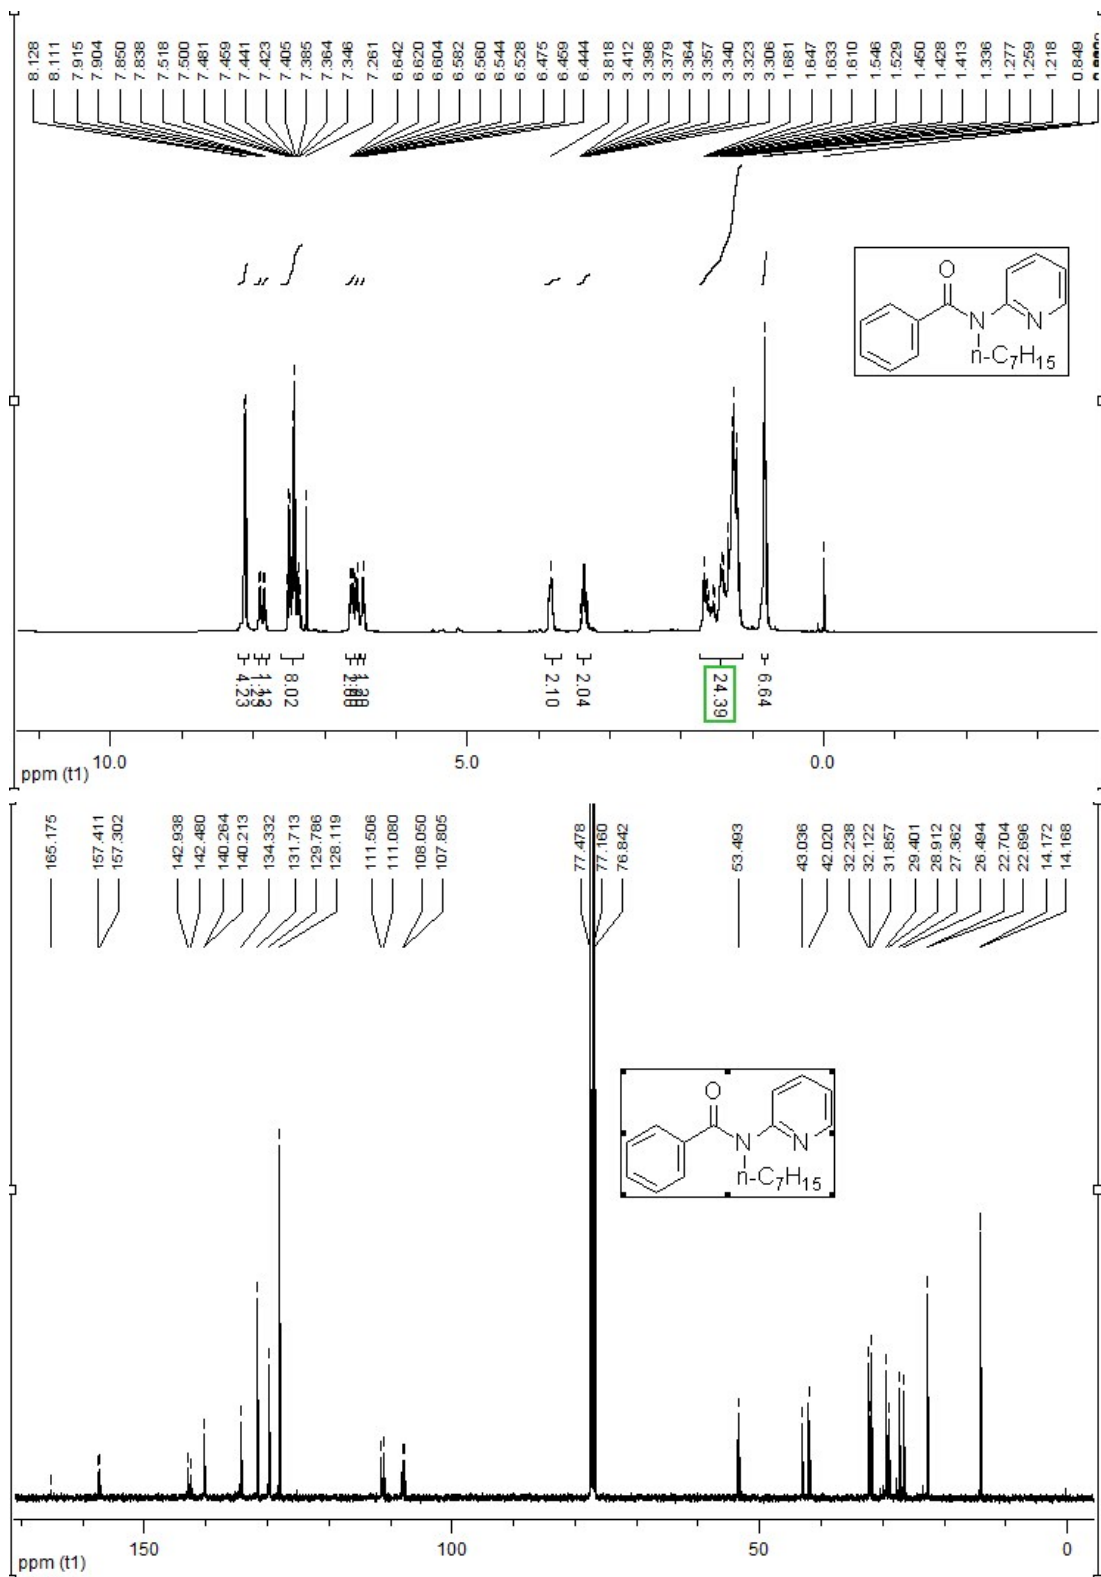 8.128 8.111 7.915 7.904 7.850 7.838 7.518 7.500 7.481 7.459 7.441 7.423 7.405 7.385 7.364 7.346 7.261 6.642 6.620 6.604 6.582 6.560 6.544 6.528 6.475 6.459 6.444 3.818 3.412 3.398 3.379 3.364 3.357 3.340 3.323 3.306 1.681 1.647 1.633 1.610 1.546 1.529 1.450 1.428 1.413 1.336 1.277 1.259 1.218 0.849
O
N
N
n-C7H15
4.23 8.02 2.10 2.04 24.39 6.64
10.0 5.0 0.0
ppm (t1)
165.175 157.411 157.302 142.938 142.480 140.264 140.213 134.332 131.713 129.786 128.119 111.506 111.080 108.050 107.805 77.478 77.160 76.842 53.493 43.036 42.020 32.238 32.122 31.857 29.401 28.912 27.362 26.494 22.704 22.696 14.172 14.168
O
N
N
n-C7H15
150 100 50 0
ppm (t1)